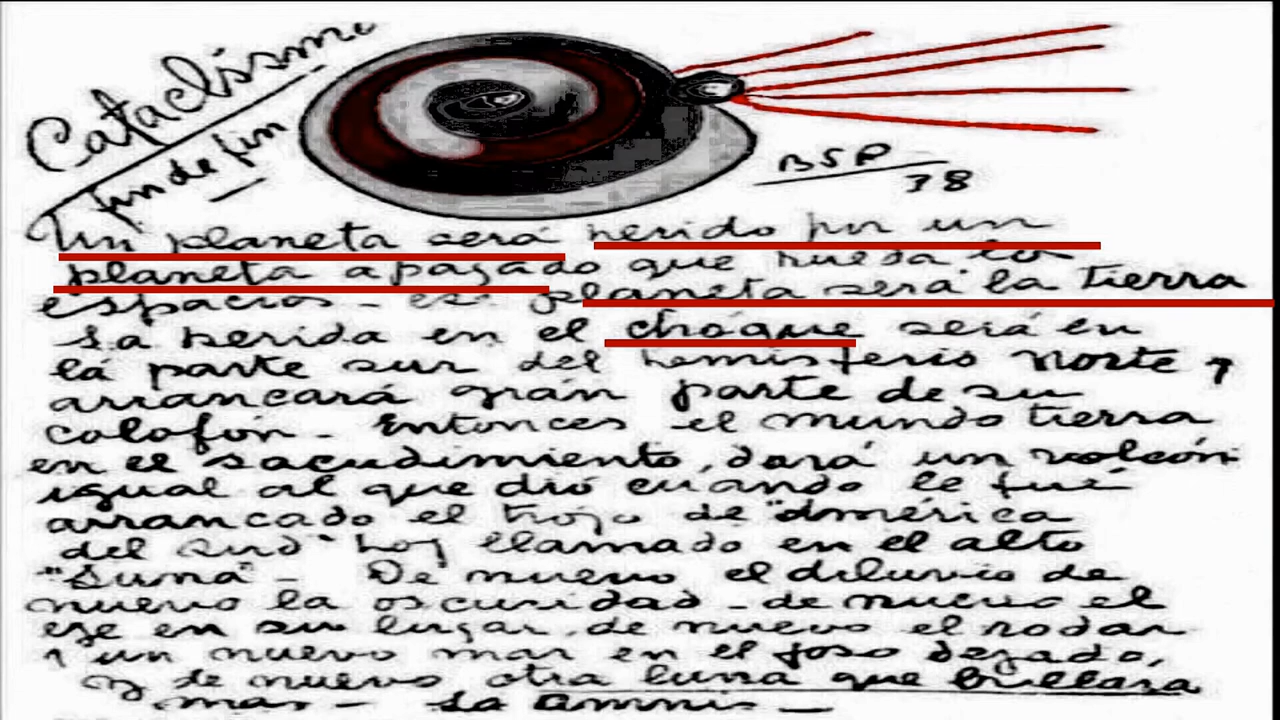 Cataclismo
fin de fin
BSP
38
Un planeta será herido por un
planeta apagado que rueda los
espacios - ese planeta será la tierra
La herida en el choque será en
la parte sur del hemisferio norte y
arrancará gran parte de su
colofón - Entonces el mundo tierra
en el sacudimiento, dará un volcón
igual al que dió cuando le fué
arrancado el trozo de "américa
del sud" hoy llamado en el alto
"Luna" - De nuevo el diluvio de
nuevo la oscuridad - de nuevo el
eje en su lugar, de nuevo el rodar
y un nuevo mar en el foso dejado,
y de nuevo otra luna que brillara
mas -